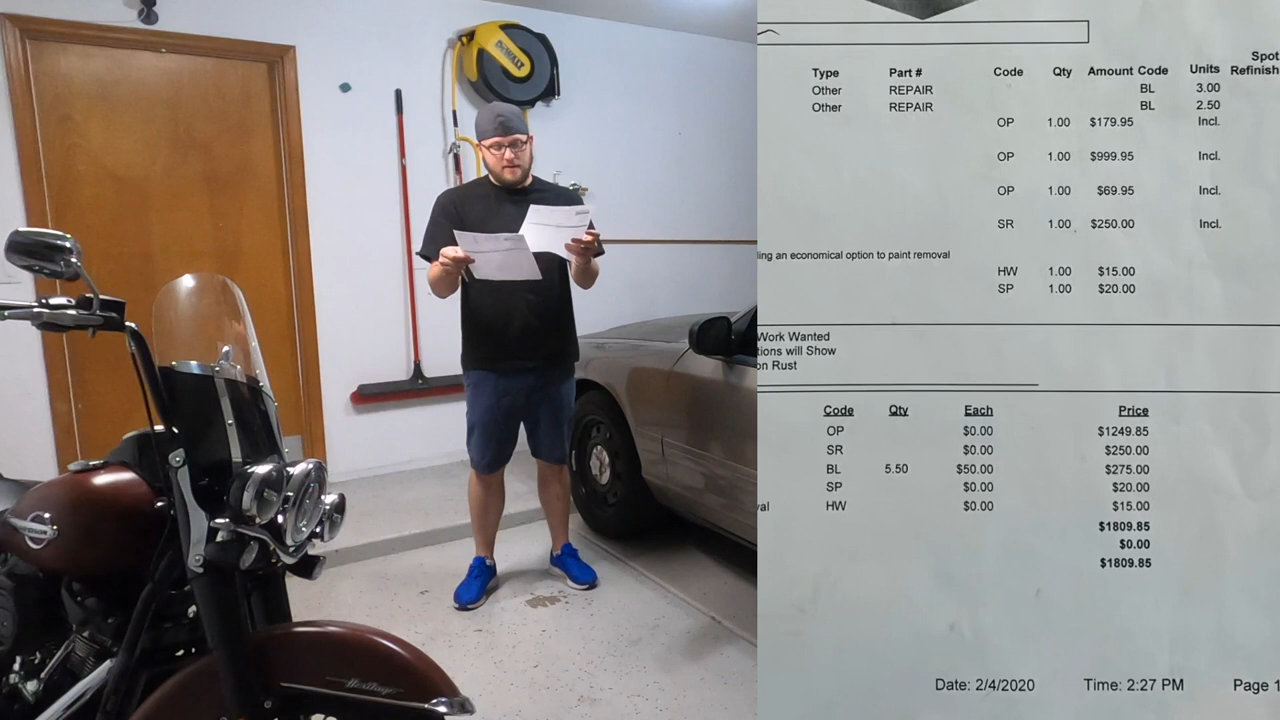 DEWALT
Heritage
Spot
Type Part # Code Qty Amount Code Units Refinish
Other REPAIR BL 3.00
Other REPAIR BL 2.50
OP 1.00 $179.95 Incl.
OP 1.00 $999.95 Incl.
OP 1.00 $69.95 Incl.
SR 1.00 $250.00 Incl.
ling an economical option to paint removal
HW 1.00 $15.00
SP 1.00 $20.00
Work Wanted
tions will Show
on Rust
Code Qty Each Price
OP $0.00 $1249.85
SR $0.00 $250.00
BL 5.50 $50.00 $275.00
SP $0.00 $20.00
val HW $0.00 $15.00
$1809.85
$0.00
$1809.85
Date: 2/4/2020 Time: 2:27 PM Page 1